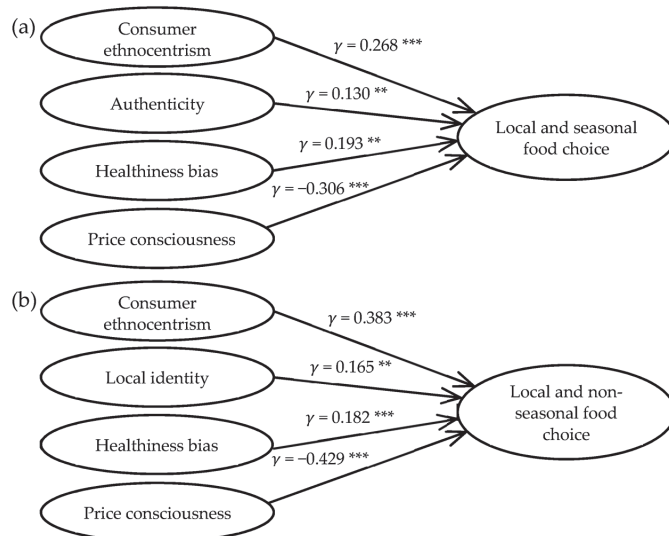 (a)
Consumer
ethnocentrism
γ = 0.268 ***
Authenticity
γ = 0.130 **
Healthiness bias
γ = 0.193 **
Price consciousness
γ = −0.306 ***
Local and seasonal
food choice
(b)
Consumer
ethnocentrism
γ = 0.383 ***
Local identity
γ = 0.165 **
Healthiness bias
γ = 0.182 ***
Price consciousness
γ = −0.429 ***
Local and non-
seasonal food
choice